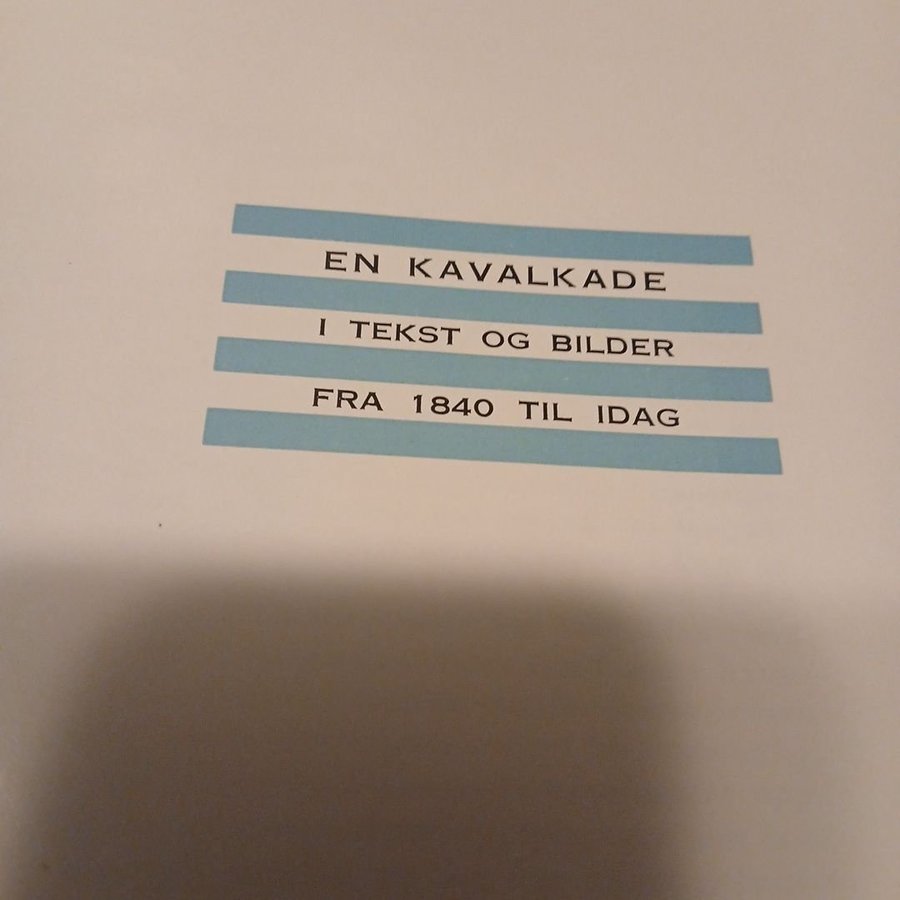 EN KAVALKADE
I TEKST OG BILDER
FRA 1840 TIL IDAG